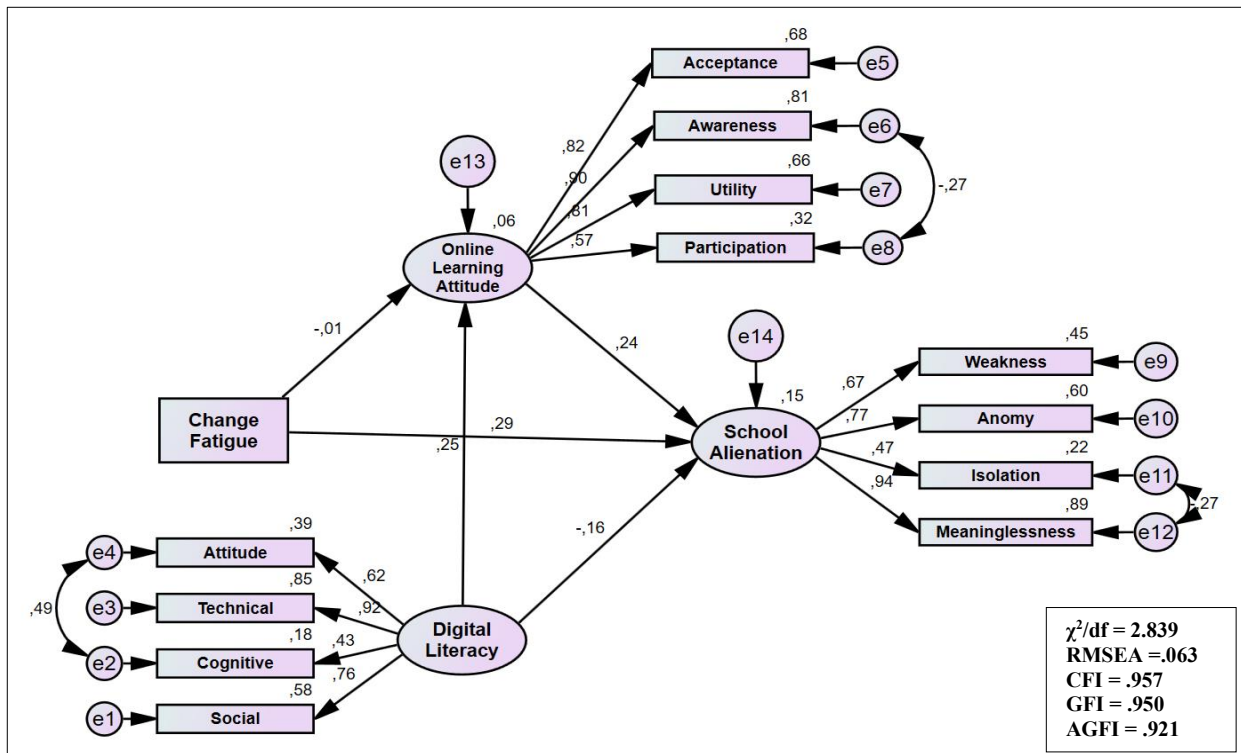 ,68
Acceptance
e5
,81
Awareness
e6
,82
e13
,90
,66
Utility
e7
-,27
,81
,06
,32
,57
Participation
e8
Online
Learning
Attitude
-,01
,24
e14
,45
Weakness
e9
,67
,15
,60
,77
Anomy
e10
Change
Fatigue
,29
,25
School
Alienation
,47
,22
Isolation
e11
,94
-,27
,89
Meaninglessness
e12
-,16
,39
e4
Attitude
,62
,85
,49
e3
Technical
,92
,18
Digital
Literacy
e2
Cognitive
,43
,76
,58
e1
Social
χ²/df = 2.839
RMSEA =.063
CFI = .957
GFI = .950
AGFI = .921